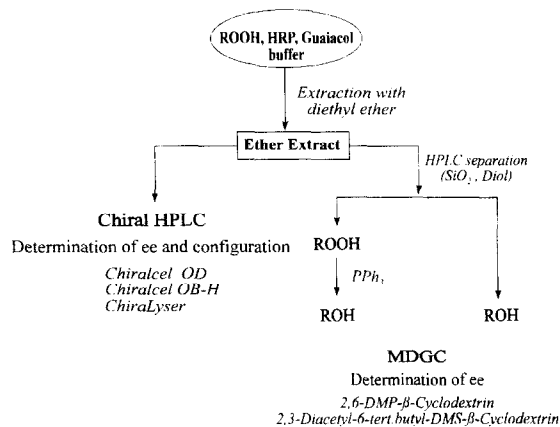 ROOH, HRP, Guaiacol
buffer
Extraction with
diethyl ether
Ether Extract
HPLC separation
(SiO₂, Diol)
Chiral HPLC
Determination of ee and configuration
Chiralcel OD
Chiralcel OB-H
ChiraLyser
ROOH
PPh₃
ROH
ROH
MDGC
Determination of ee
2,6-DMP-β-Cyclodextrin
2,3-Diacetyl-6-tert.butyl-DMS-β-Cyclodextrin